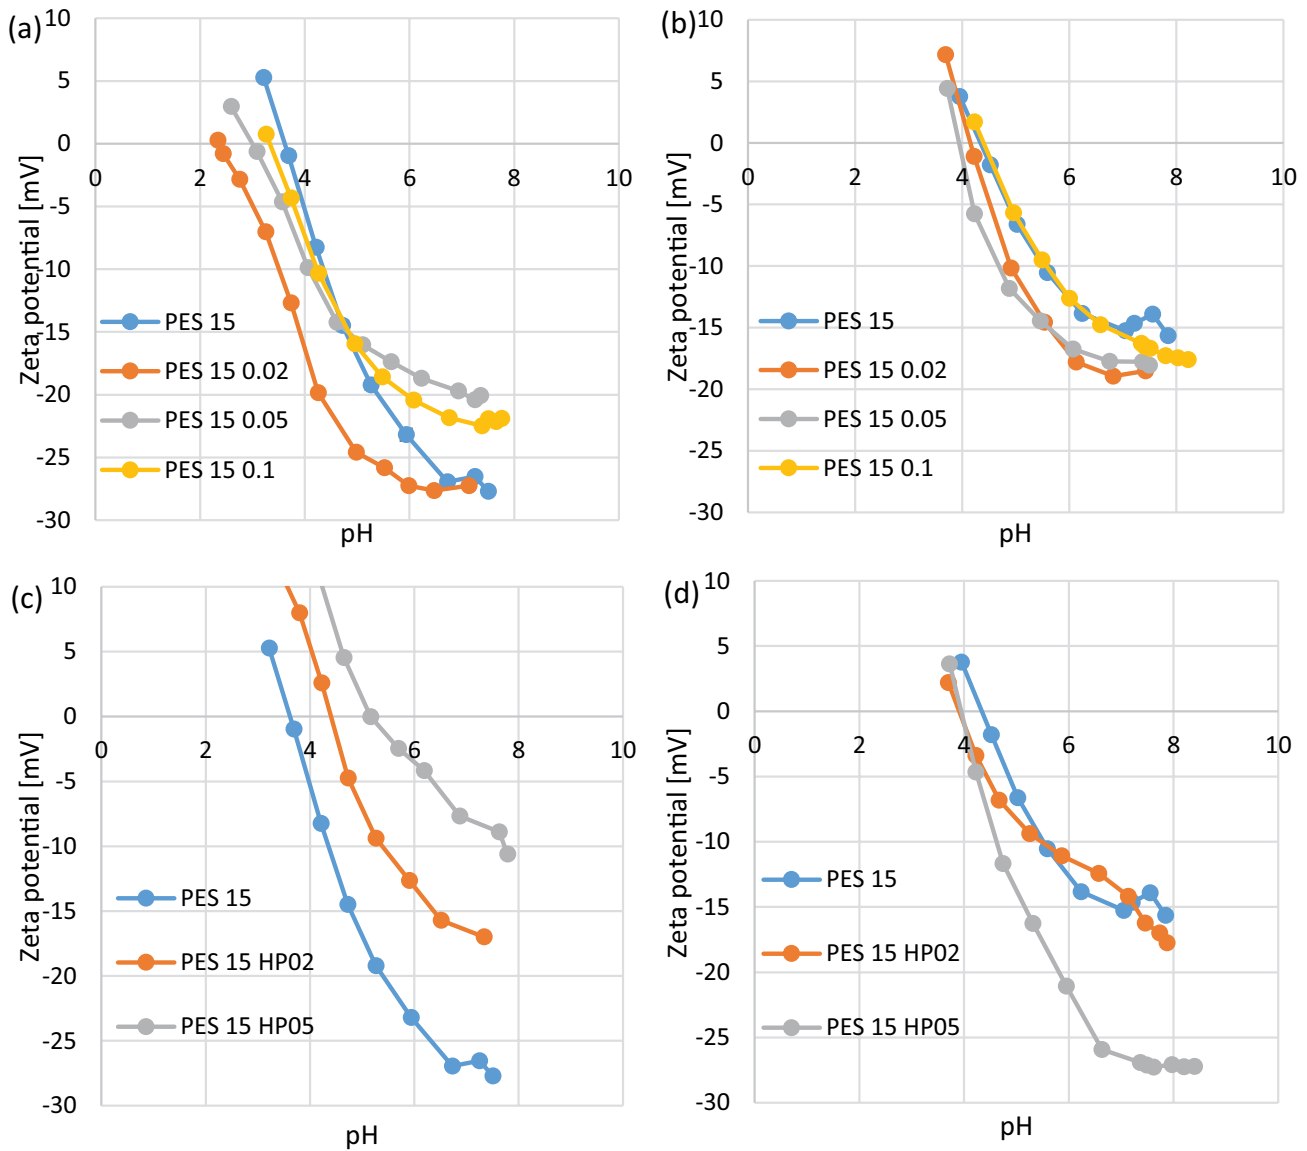 (a)
10
5
0
-5
-10
-15
-20
-25
-30
0 2 4 6 8 10
Zeta potential [mV]
pH
PES 15
PES 15 0.02
PES 15 0.05
PES 15 0.1
(b)
10
5
0
-5
-10
-15
-20
-25
-30
0 2 4 6 8 10
Zeta potential [mV]
pH
PES 15
PES 15 0.02
PES 15 0.05
PES 15 0.1
(c)
10
5
0
-5
-10
-15
-20
-25
-30
0 2 4 6 8 10
Zeta potential [mV]
pH
PES 15
PES 15 HP02
PES 15 HP05
(d)
10
5
0
-5
-10
-15
-20
-25
-30
0 2 4 6 8 10
Zeta potential [mV]
pH
PES 15
PES 15 HP02
PES 15 HP05